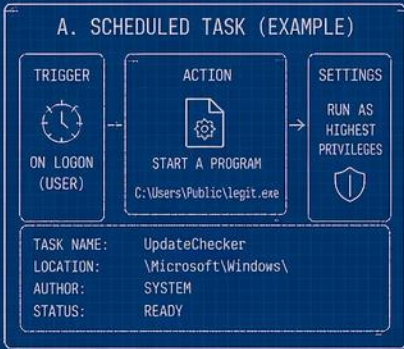 A. SCHEDULED TASK (EXAMPLE)
TRIGGER
ON LOGON
(USER)
ACTION
START A PROGRAM
C:\Users\Public\legit.exe
SETTINGS
RUN AS
HIGHEST
PRIVILEGES
TASK NAME: UpdateChecker
LOCATION: \Microsoft\Windows\
AUTHOR: SYSTEM
STATUS: READY